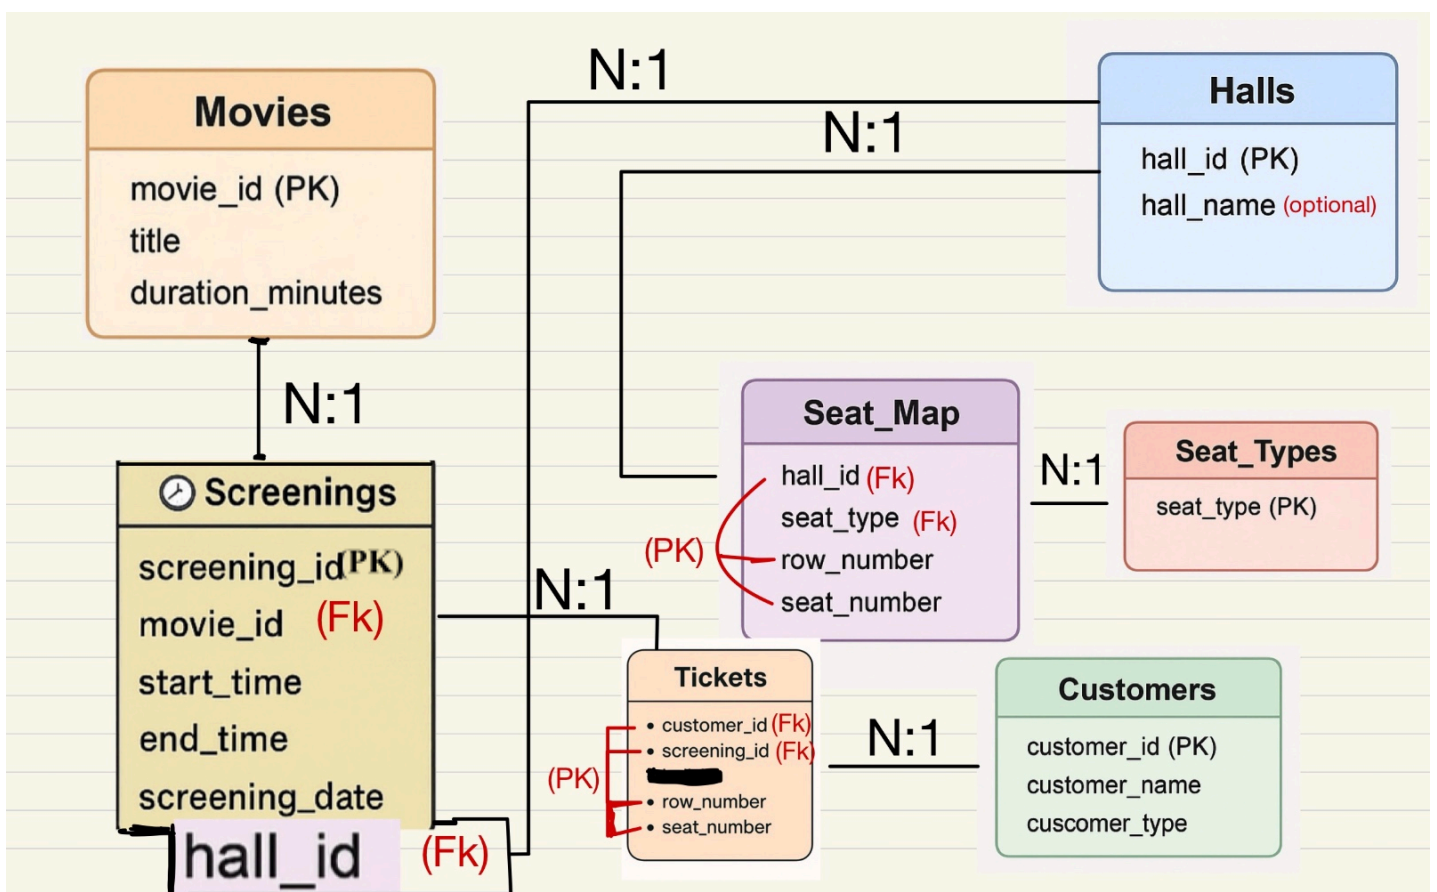 N:1
N:1
Movies
movie_id (PK)
title
duration_minutes
Halls
hall_id (PK)
hall_name (optional)
N:1
Screenings
screening_id (PK)
movie_id (Fk)
start_time
end_time
screening_date
hall_id (Fk)
Seat_Map
hall_id (Fk)
seat_type (Fk)
row_number
seat_number
(PK)
N:1
Seat_Types
seat_type (PK)
N:1
Tickets
• customer_id (Fk)
• screening_id (Fk)
• row_number
• seat_number
(PK)
N:1
Customers
customer_id (PK)
customer_name
cuscomer_type